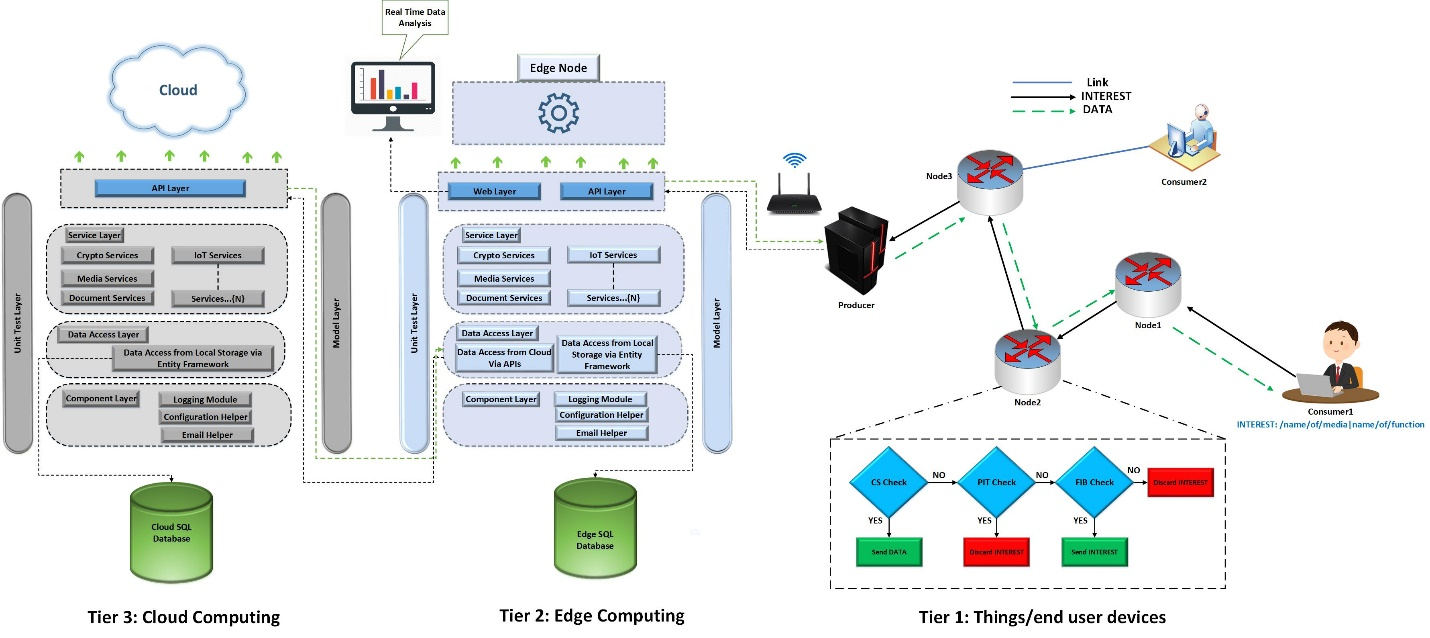 Real Time Data
Analysis
Cloud
Edge Node
Link
INTEREST
DATA
Consumer2
Node3
API Layer
Web Layer
API Layer
Producer
Node1
Node2
Consumer1
INTEREST: /name/of/media|name/of/function
Unit Test Layer
Service Layer
Crypto Services
IoT Services
Media Services
Document Services
Services...{N}
Data Access Layer
Data Access from Local Storage via
Entity Framework
Component Layer
Logging Module
Configuration Helper
Email Helper
Model Layer
Cloud SQL
Database
Unit Test Layer
Service Layer
Crypto Services
IoT Services
Media Services
Document Services
Services...{N}
Data Access Layer
Data Access from Cloud
Via APIs
Data Access from Local
Storage via Entity
Framework
Component Layer
Logging Module
Configuration Helper
Email Helper
Model Layer
Edge SQL
Database
CS Check
NO
PIT Check
NO
FIB Check
NO
Discard INTEREST
YES
YES
YES
Send DATA
Discard INTEREST
Send INTEREST
Tier 3: Cloud Computing
Tier 2: Edge Computing
Tier 1: Things/end user devices